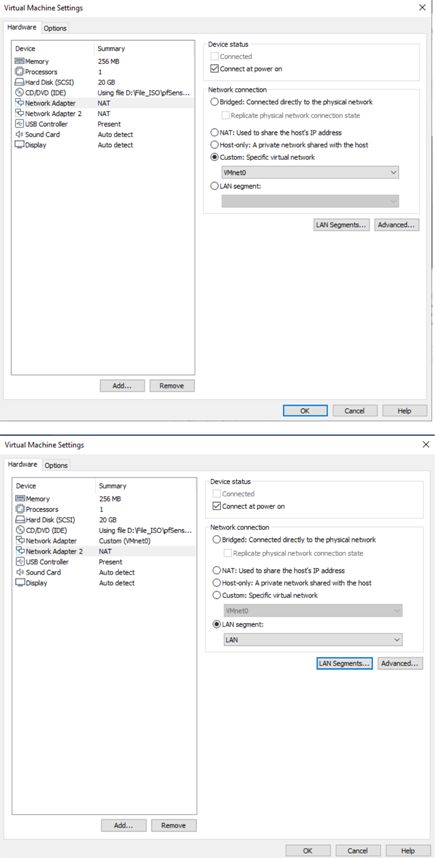 Virtual Machine Settings
Hardware Options
Device Summary
Memory 256 MB
Processors 1
Hard Disk (SCSI) 20 GB
CD/DVD (IDE) Using file D:\File_ISO\pfSens...
Network Adapter NAT
Network Adapter 2 NAT
USB Controller Present
Sound Card Auto detect
Display Auto detect
Add... Remove
Device status
Connected
Connect at power on
Network connection
Bridged: Connected directly to the physical network
Replicate physical network connection state
NAT: Used to share the host's IP address
Host-only: A private network shared with the host
Custom: Specific virtual network
VMnet0
LAN segment:
LAN Segments... Advanced...
OK Cancel Help
Virtual Machine Settings
Hardware Options
Device Summary
Memory 256 MB
Processors 1
Hard Disk (SCSI) 20 GB
CD/DVD (IDE) Using file D:\File_ISO\pfSens...
Network Adapter Custom (VMnet0)
Network Adapter 2 NAT
USB Controller Present
Sound Card Auto detect
Display Auto detect
Add... Remove
Device status
Connected
Connect at power on
Network connection
Bridged: Connected directly to the physical network
Replicate physical network connection state
NAT: Used to share the host's IP address
Host-only: A private network shared with the host
Custom: Specific virtual network
VMnet0
LAN segment:
LAN
LAN Segments... Advanced...
OK Cancel Help